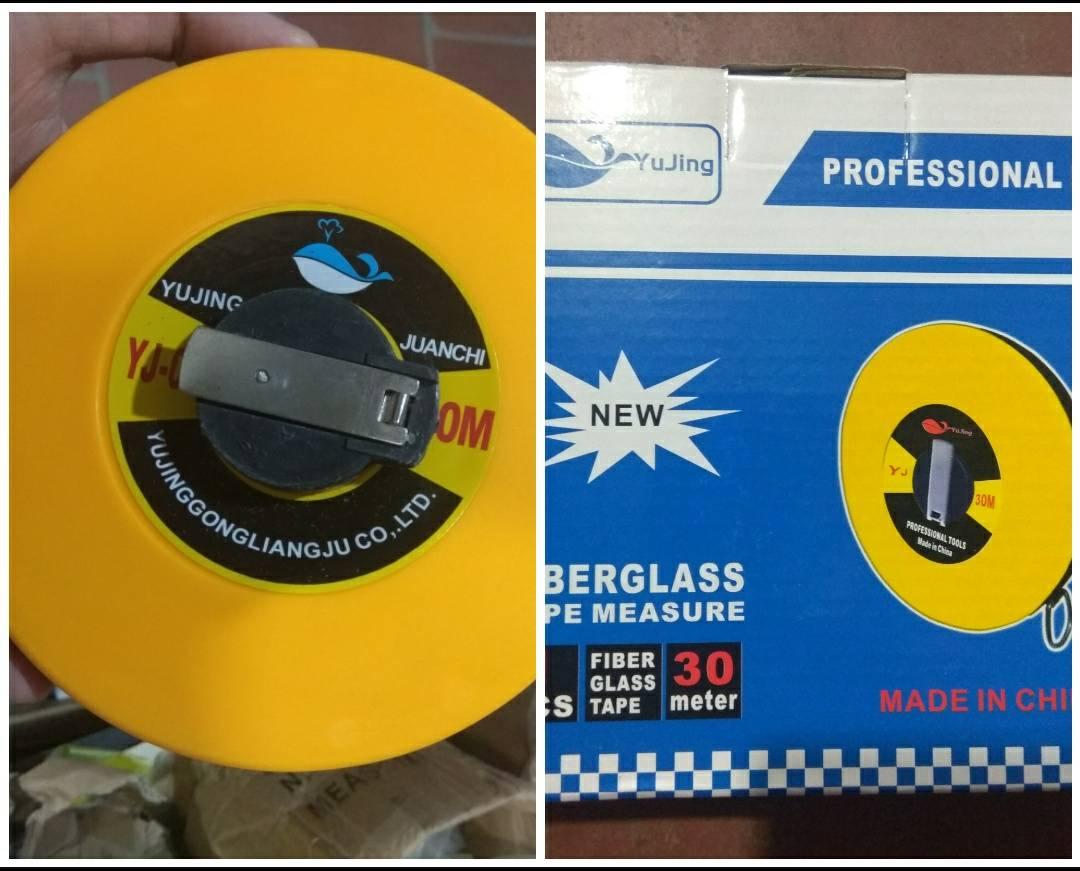 YUJING
JUANCHI
YJ-
0M
YUJINGGONGLIANGJU CO,.LTD.
YuJing
PROFESSIONAL
NEW
YuJing
YJ
30M
PROFESSIONAL TOOLS
Made in China
BERGLASS
PE MEASURE
CS
FIBER
GLASS
TAPE
30
meter
MADE IN CHI